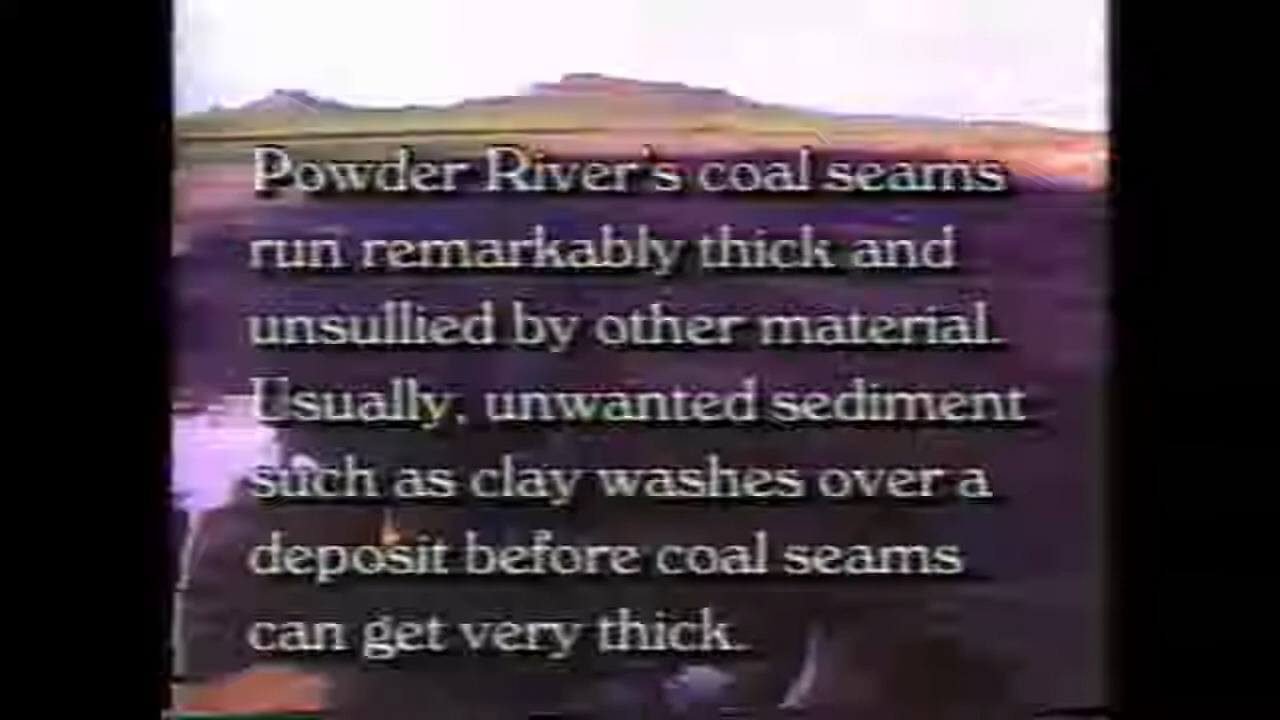 Powder River's coal seams
run remarkably thick and
unsullied by other material.
Usually, unwanted sediment
such as clay washes over a
deposit before coal seams
can get very thick.